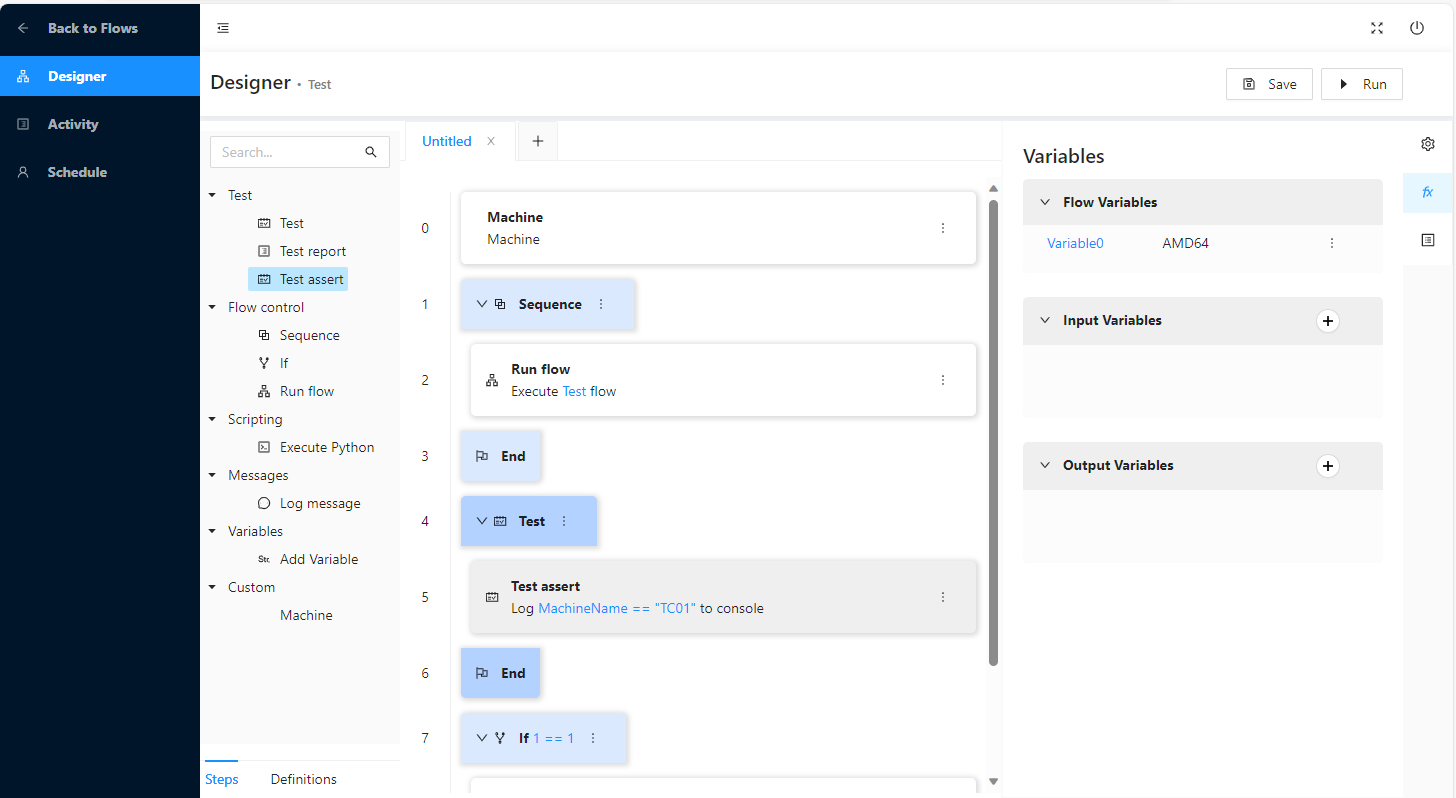 Back to Flows
Designer
Activity
Schedule
Designer • Test
Save
Run
Search...
Test
Test
Test report
Test assert
Flow control
Sequence
If
Run flow
Scripting
Execute Python
Messages
Log message
Variables
Str. Add Variable
Custom
Machine
Steps
Definitions
Untitled X
+
0
Machine
Machine
1
Sequence
2
Run flow
Execute Test flow
3
End
4
Test
5
Test assert
Log MachineName == "TC01" to console
6
End
7
If 1 == 1
Variables
Flow Variables
Variable0 AMD64
Input Variables
Output Variables
fx